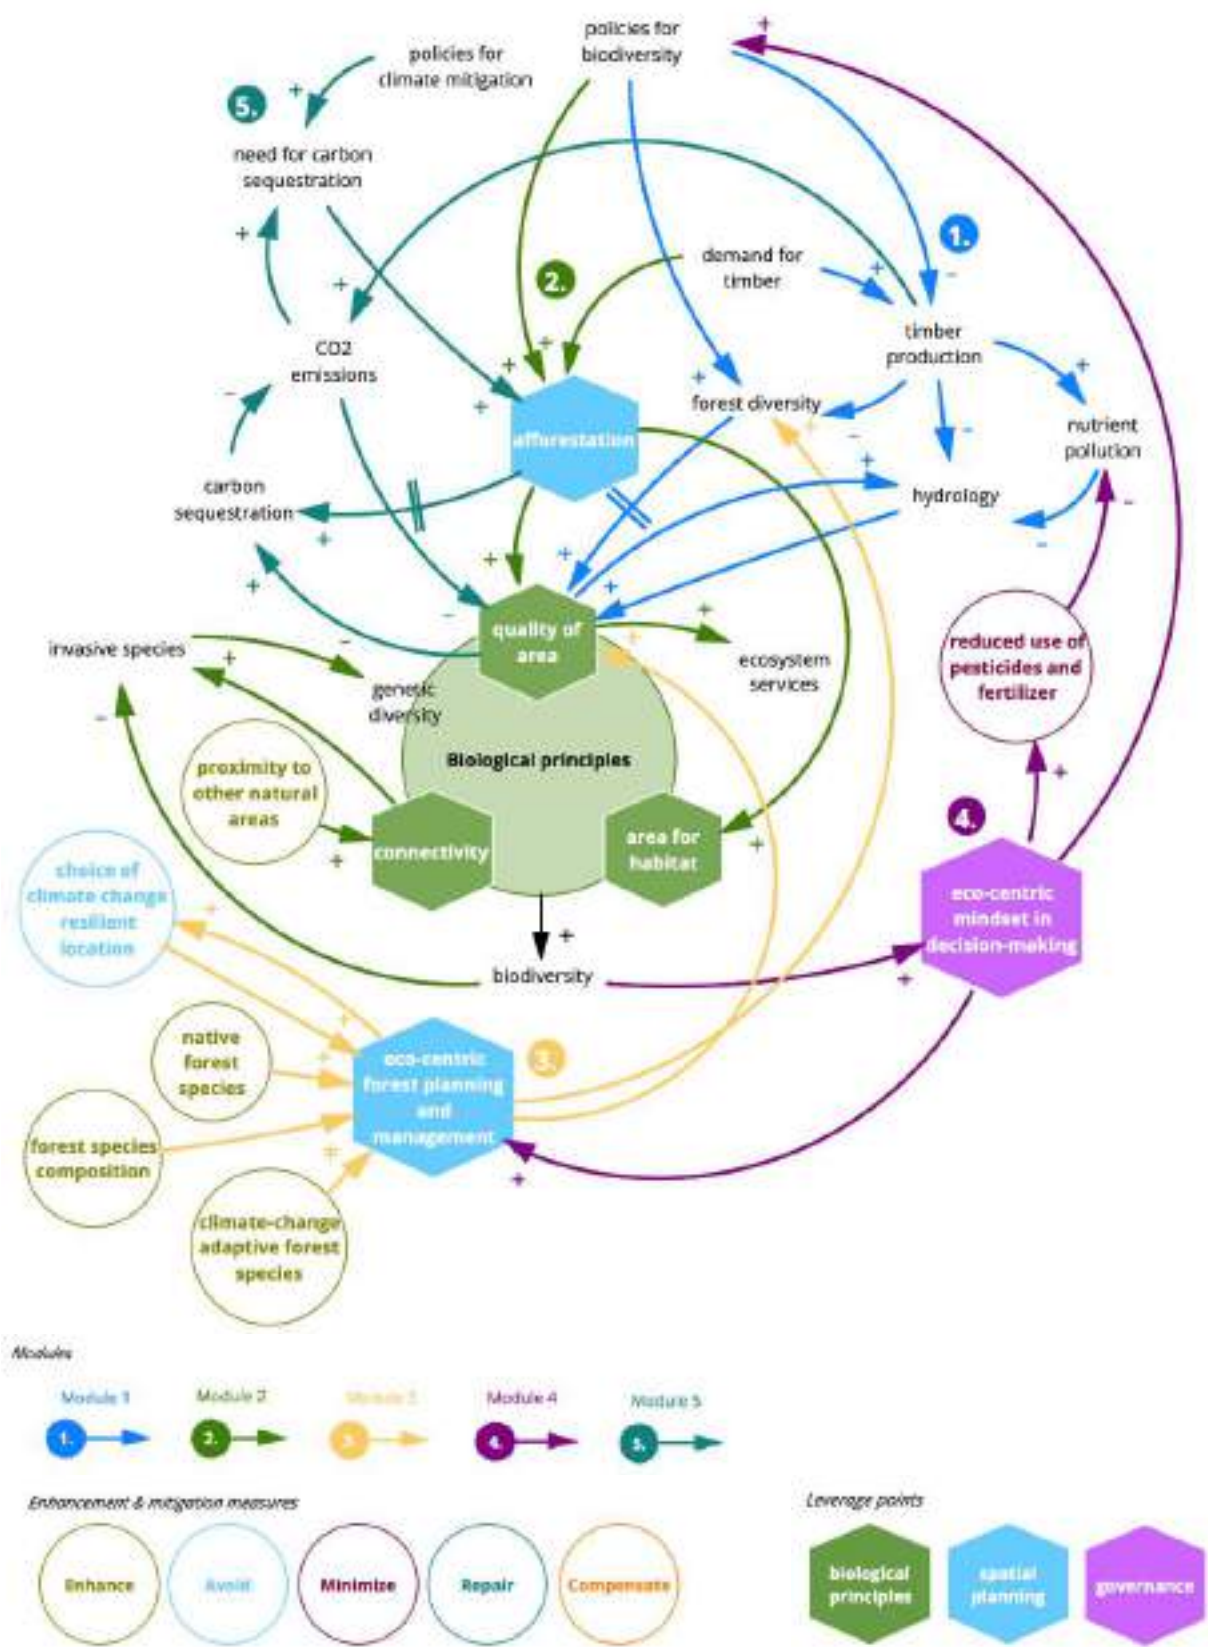 policies for
biodiversity
policies for
climate mitigation
5.
need for carbon
sequestration
1.
demand for
timber
2.
timber
production
CO2
emissions
forest diversity
nutrient
pollution
afforestation
carbon
sequestration
hydrology
quality of
area
invasive species
ecosystem
services
reduced use of
pesticides and
fertilizer
genetic
diversity
Biological principles
proximity to
other natural
areas
4.
connectivity
area for
habitat
choice of
climate change
resilient
location
eco-centric
mindset in
decision-making
biodiversity
native
forest
species
eco-centric
forest planning
and
management
3.
forest species
composition
climate-change
adaptive forest
species
Modules
Module 1
Module 2
Module 3
Module 4
Module 5
1.
2.
3.
4.
5.
Enhancement & mitigation measures
Leverage points
Enhance
Avoid
Minimize
Repair
Compensate
biological
principles
spatial
planning
governance